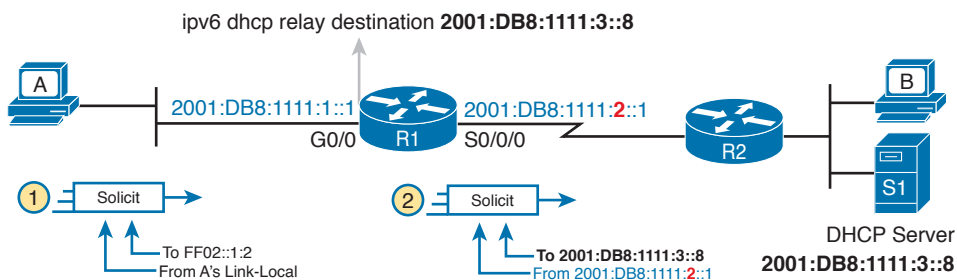 ipv6 dhcp relay destination 2001:DB8:1111:3::8
A
2001:DB8:1111:1::1
2001:DB8:1111:2::1
B
G0/0
R1
S0/0/0
R2
S1
1
Solicit
To FF02::1:2
From A's Link-Local
2
Solicit
To 2001:DB8:1111:3::8
From 2001:DB8:1111:2::1
DHCP Server
2001:DB8:1111:3::8